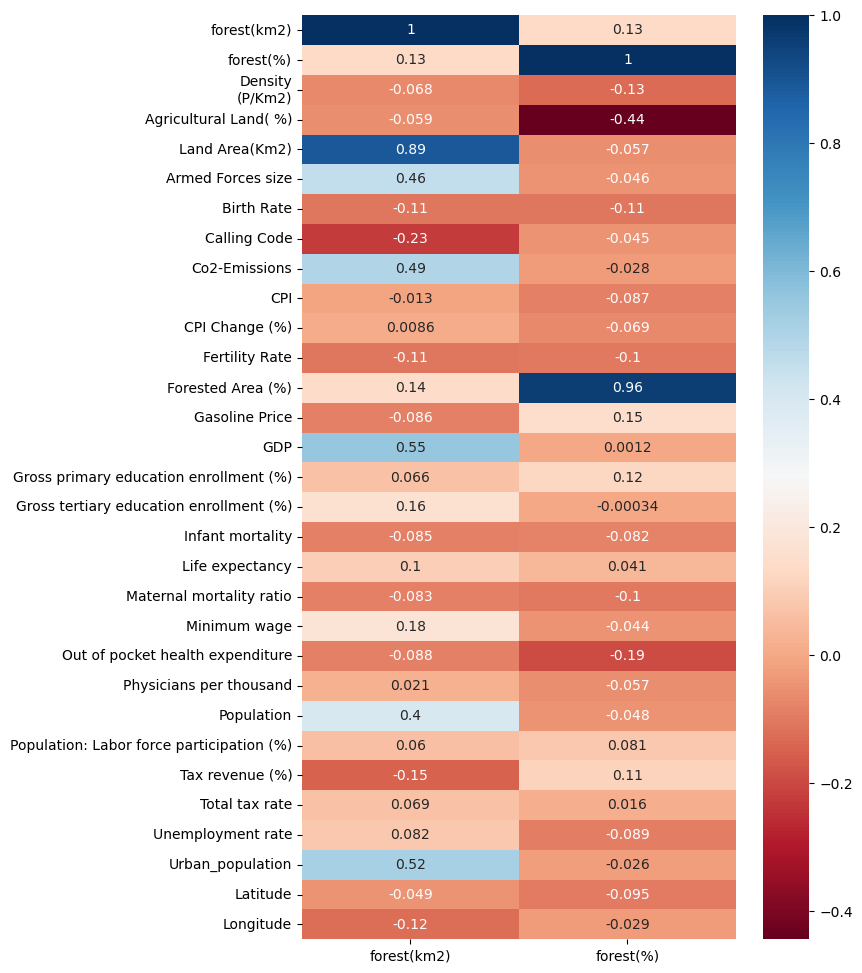 forest(km2) 1 0.13
forest(%) 0.13 1
Density
(P/Km2) -0.068 -0.13
Agricultural Land( %) -0.059 -0.44
Land Area(Km2) 0.89 -0.057
Armed Forces size 0.46 -0.046
Birth Rate -0.11 -0.11
Calling Code -0.23 -0.045
Co2-Emissions 0.49 -0.028
CPI -0.013 -0.087
CPI Change (%) 0.0086 -0.069
Fertility Rate -0.11 -0.1
Forested Area (%) 0.14 0.96
Gasoline Price -0.086 0.15
GDP 0.55 0.0012
Gross primary education enrollment (%) 0.066 0.12
Gross tertiary education enrollment (%) 0.16 -0.00034
Infant mortality -0.085 -0.082
Life expectancy 0.1 0.041
Maternal mortality ratio -0.083 -0.1
Minimum wage 0.18 -0.044
Out of pocket health expenditure -0.088 -0.19
Physicians per thousand 0.021 -0.057
Population 0.4 -0.048
Population: Labor force participation (%) 0.06 0.081
Tax revenue (%) -0.15 0.11
Total tax rate 0.069 0.016
Unemployment rate 0.082 -0.089
Urban_population 0.52 -0.026
Latitude -0.049 -0.095
Longitude -0.12 -0.029
forest(km2) forest(%)
1.0
0.8
0.6
0.4
0.2
0.0
−0.2
−0.4